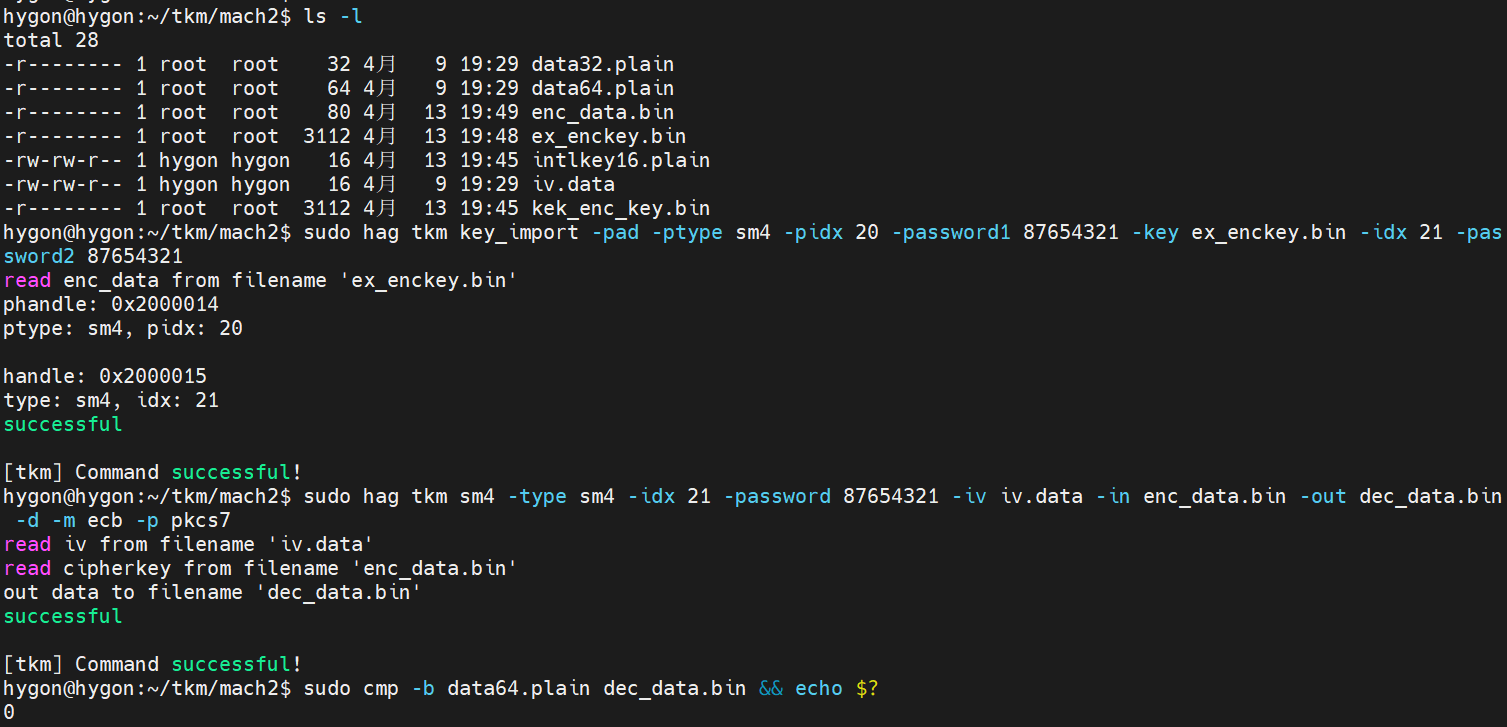 hygon@hygon:~/tkm/mach2$ ls -l
total 28
-r-------- 1 root  root    32 4月   9 19:29 data32.plain
-r-------- 1 root  root    64 4月   9 19:29 data64.plain
-r-------- 1 root  root    80 4月  13 19:49 enc_data.bin
-r-------- 1 root  root  3112 4月  13 19:48 ex_enckey.bin
-rw-rw-r-- 1 hygon hygon   16 4月  13 19:45 intlkey16.plain
-rw-rw-r-- 1 hygon hygon   16 4月   9 19:29 iv.data
-r-------- 1 root  root  3112 4月  13 19:45 kek_enc_key.bin
hygon@hygon:~/tkm/mach2$ sudo hag tkm key_import -pad -ptype sm4 -pidx 20 -password1 87654321 -key ex_enckey.bin -idx 21 -pas
sword2 87654321
read enc_data from filename 'ex_enckey.bin'
phandle: 0x2000014
ptype: sm4, pidx: 20
handle: 0x2000015
type: sm4, idx: 21
successful
[tkm] Command successful!
hygon@hygon:~/tkm/mach2$ sudo hag tkm sm4 -type sm4 -idx 21 -password 87654321 -iv iv.data -in enc_data.bin -out dec_data.bin
 -d -m ecb -p pkcs7
read iv from filename 'iv.data'
read cipherkey from filename 'enc_data.bin'
out data to filename 'dec_data.bin'
successful
[tkm] Command successful!
hygon@hygon:~/tkm/mach2$ sudo cmp -b data64.plain dec_data.bin && echo $?
0